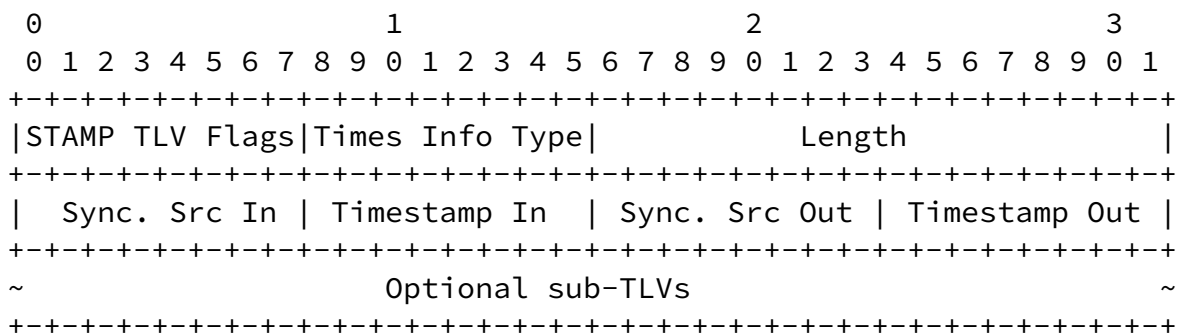 0                   1                   2                   3
 0 1 2 3 4 5 6 7 8 9 0 1 2 3 4 5 6 7 8 9 0 1 2 3 4 5 6 7 8 9 0 1
+-+-+-+-+-+-+-+-+-+-+-+-+-+-+-+-+-+-+-+-+-+-+-+-+-+-+-+-+-+-+-+-+
|STAMP TLV Flags|Times Info Type|           Length              |
+-+-+-+-+-+-+-+-+-+-+-+-+-+-+-+-+-+-+-+-+-+-+-+-+-+-+-+-+-+-+-+-+
|  Sync. Src In | Timestamp In  | Sync. Src Out | Timestamp Out |
+-+-+-+-+-+-+-+-+-+-+-+-+-+-+-+-+-+-+-+-+-+-+-+-+-+-+-+-+-+-+-+-+
~                    Optional sub-TLVs                          ~
+-+-+-+-+-+-+-+-+-+-+-+-+-+-+-+-+-+-+-+-+-+-+-+-+-+-+-+-+-+-+-+-+